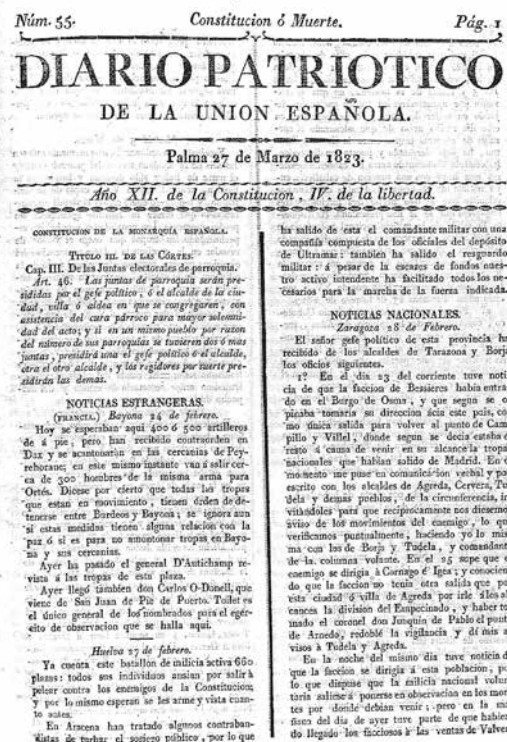 Núm. 55.
Constitucion ó Muerte.
Pág. 1
DIARIO PATRIOTICO
DE LA UNION ESPAÑOLA.
Palma 27 de Marzo de 1823.
Año XII. de la Constitucion, IV. de la libertad.
CONSTITUCION DE LA MONARQUÍA ESPAÑOLA.
TITULO III. DE LAS CÓRTES.
Cap. III. De las Juntas electorales de parroquia.
Art. 46. Las juntas de parroquia serán pre-
sididas por el gefe político, ó el alcalde de la ciu-
dad, villa ó aldea en que se congregaren, con
asistencia del cura párroco para mayor solemni-
dad del acto; y si en un mismo pueblo por razon
del número de sus parroquias se tuvieren dos ó mas
juntas, presidirá una el gefe político ó el alcalde,
otra el otro alcalde, y los regidores por suerte pre-
sidirán las demas.
NOTICIAS ESTRANGERAS.
(FRANCIA.) Bayona 24 de febrero.
Hoy se esperaban aqui 400 ó 500 artilleros
de á pie, pero han recibido contraorden en
Dax y se acantonarán en las cercanías de Pey-
rehorane; en este mismo instante van á salir cer-
ca de 300 hombres de la misma arma para
Ortés. Dícese por cierto que todas las tropas
que estan en movimiento, tienen órden de de-
tenerse entre Bordeos y Bayona; se ignora aun
si estas medidas tienen alguna relacion con la
paz ó si es para no amontonar tropas en Bayo-
na y sus cercanias.
Ayer ha pasado el general D'Antichamp re-
vista á las tropas de esta plaza.
Ayer llegó tambien don Carlos O-Donell, que
viene de San Juan de Pie de Puerto. Todet es
el único general de los nombrados para el egér-
cito de observacion que se halla aqui.
Huelva 27 de febrero.
Ya cuenta este batallon de milicia activa 660
plazas: todos sus individuos ansian por salir á
pelear contra los enemigos de la Constitucion;
y por lo mismo esperan se les arme y vista cuan-
to antes.
En Aracena han tratado algunos contraban-
distas de turbar el sosiego público, por lo que
ha salido de esta el comandante militar con una
compañía compuesta de los oficiales del depósito
de Ultramar: tambien ha salido el resguardo
militar: á pesar de la escases de fondos nues-
tro activo intendente ha facilitado todos los ne-
cesarios para la marcha de la fuerza indicada.
NOTICIAS NACIONALES.
Zaragoza 28 de Febrero.
El señor gefe político de esta provincia ha
recibido de los alcaldes de Tarazona y Borja
los oficios siguientes.
1º En el dia 23 del corriente tuve noti-
cia de que la faccion de Bessieres habia entra-
do en el Burgo de Osma, y que segun se o
picaba tomaria su direccion ácia este pais, co-
mo única salida para volver al punto de Cam
pillo y Villel, donde segun se decia estaba
resto á causa de venir en su alcance la tropa
nacionales que habian salido de Madrid. En
momento me puse en comunicacion verbal y por
escrito con los alcaldes de Agreda, Cervera, Tu
dela y demas pueblos, de la circunferencia, in
vitándoles para que recíprocamente nos diesemos
aviso de los movimientos del enemigo, lo que
verificamos puntualmente, haciendo yo lo mis
ma con los de Borja y Tudela, y comandante
de la columna volante. En el 25 supe que
enemigo se dirigia á Cornago é Igea; y conocien
do que la faccion no tenia otra salida que por
esta ciudad ó villa de Agreda por irle á los al
cances la division del Empecinado, y haber to
mado el coronel don Joaquin de Pablo el punto
de Arnedo, redoblé la vigilancia y dí mis a
visos á Tudela y Agreda.
En la noche del mismo dia tuve noticia de
que la faccion se dirigia á esta poblacion, por
lo que dispuse que la milicia nacional volun
taria saliese á ponerse en observacion en los mon
tes por donde debian venir; pero en la ma
ñana del dia de ayer tuve parte de que habien
do llegado los facciosos á las ventas de Valver